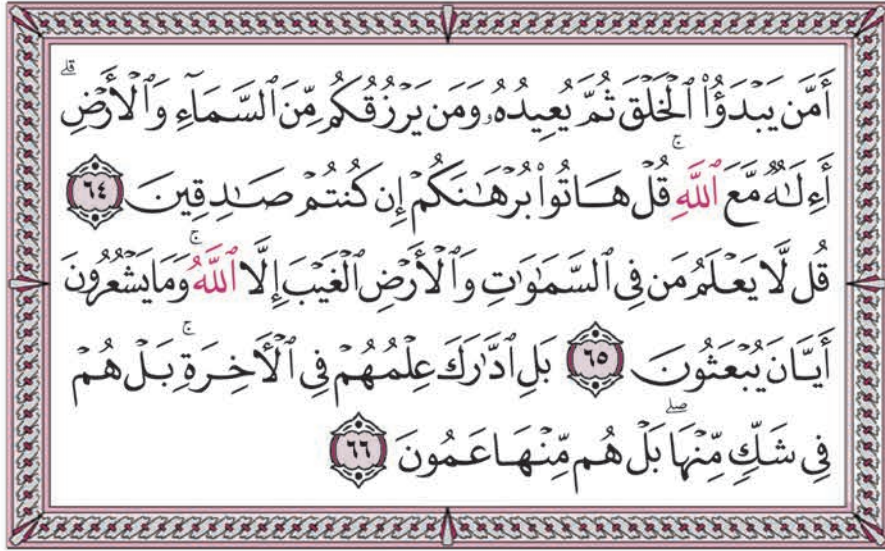 أَمَّن يَبْدَؤُا۟ ٱلْخَلْقَ ثُمَّ يُعِيدُهُۥ وَمَن يَرْزُقُكُم مِّنَ ٱلسَّمَآءِ وَٱلْأَرْضِ ۗ
أَءِلَـٰهٌ مَّعَ ٱللَّهِ ۚ قُلْ هَاتُوا۟ بُرْهَـٰنَكُمْ إِن كُنتُمْ صَـٰدِقِينَ ٦٤
قُل لَّا يَعْلَمُ مَن فِى ٱلسَّمَـٰوَٰتِ وَٱلْأَرْضِ ٱلْغَيْبَ إِلَّا ٱللَّهُ ۚ وَمَا يَشْعُرُونَ
أَيَّانَ يُبْعَثُونَ ٦٥ بَلِ ٱدَّٰرَكَ عِلْمُهُمْ فِى ٱلْـَٔاخِرَةِ ۚ بَلْ هُمْ
فِى شَكٍّ مِّنْهَا ۖ بَلْ هُم مِّنْهَا عَمُونَ ٦٦